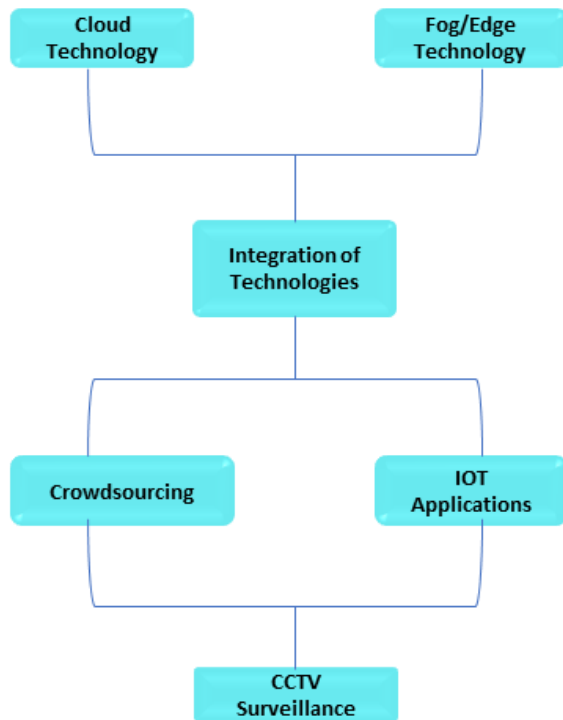 Cloud
Technology
Fog/Edge
Technology
Integration of
Technologies
Crowdsourcing
IOT
Applications
CCTV
Surveillance